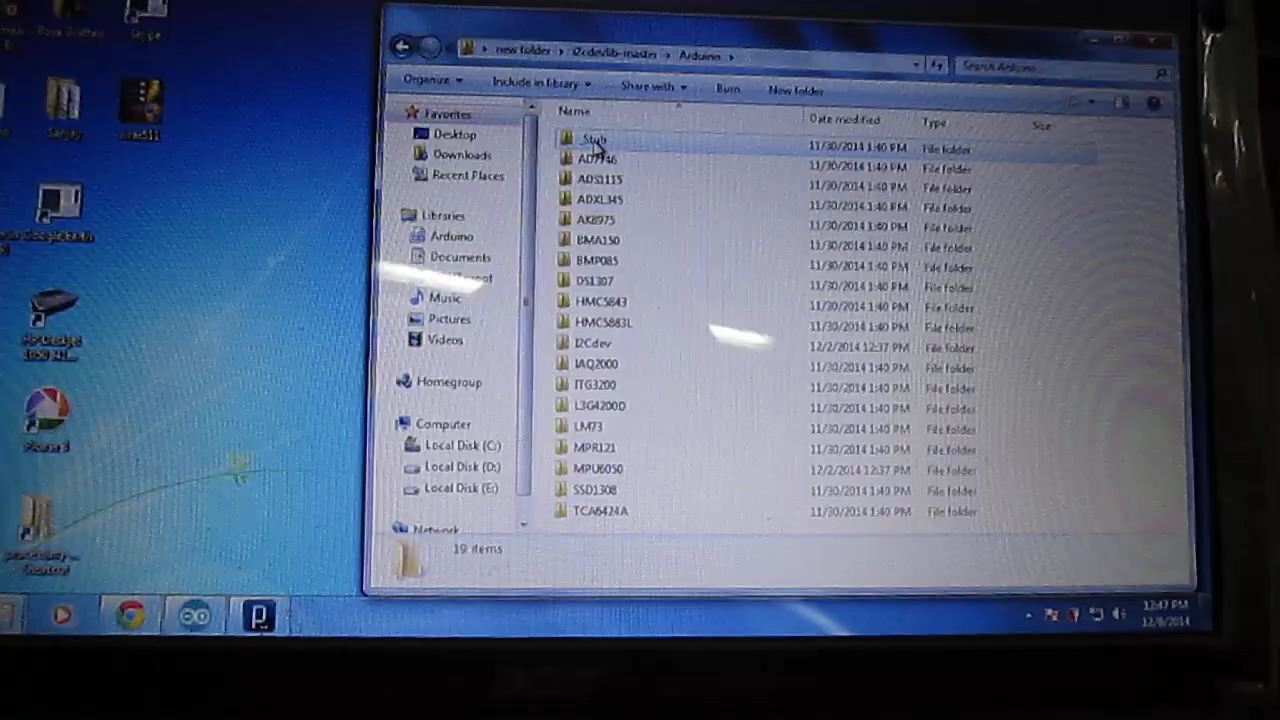 Skype
new folder › i2cdevlib-master › Arduino ›
Search Arduino
Organize
Include in library
Share with
Burn
New folder
Name
Date modified
Type
Size
Favorites
Desktop
Downloads
Recent Places
Libraries
Arduino
Documents
Music
Pictures
Videos
Homegroup
Computer
Local Disk (C:)
Local Disk (D:)
Local Disk (E:)
Network
_Stub 11/30/2014 1:40 PM File folder
AD7746 11/30/2014 1:40 PM File folder
ADS1115 11/30/2014 1:40 PM File folder
ADXL345 11/30/2014 1:40 PM File folder
AK8975 11/30/2014 1:40 PM File folder
BMA150 11/30/2014 1:40 PM File folder
BMP085 11/30/2014 1:40 PM File folder
DS1307 11/30/2014 1:40 PM File folder
HMC5843 11/30/2014 1:40 PM File folder
HMC5883L 11/30/2014 1:40 PM File folder
I2Cdev 12/2/2014 12:37 PM File folder
IAQ2000 11/30/2014 1:40 PM File folder
ITG3200 11/30/2014 1:40 PM File folder
L3G4200D 11/30/2014 1:40 PM File folder
LM73 11/30/2014 1:40 PM File folder
MPR121 11/30/2014 1:40 PM File folder
MPU6050 12/2/2014 12:37 PM File folder
SSD1308 11/30/2014 1:40 PM File folder
TCA6424A 11/30/2014 1:40 PM File folder
19 items
Sanjay
Picasa 3
12:47 PM
12/8/2014
acer